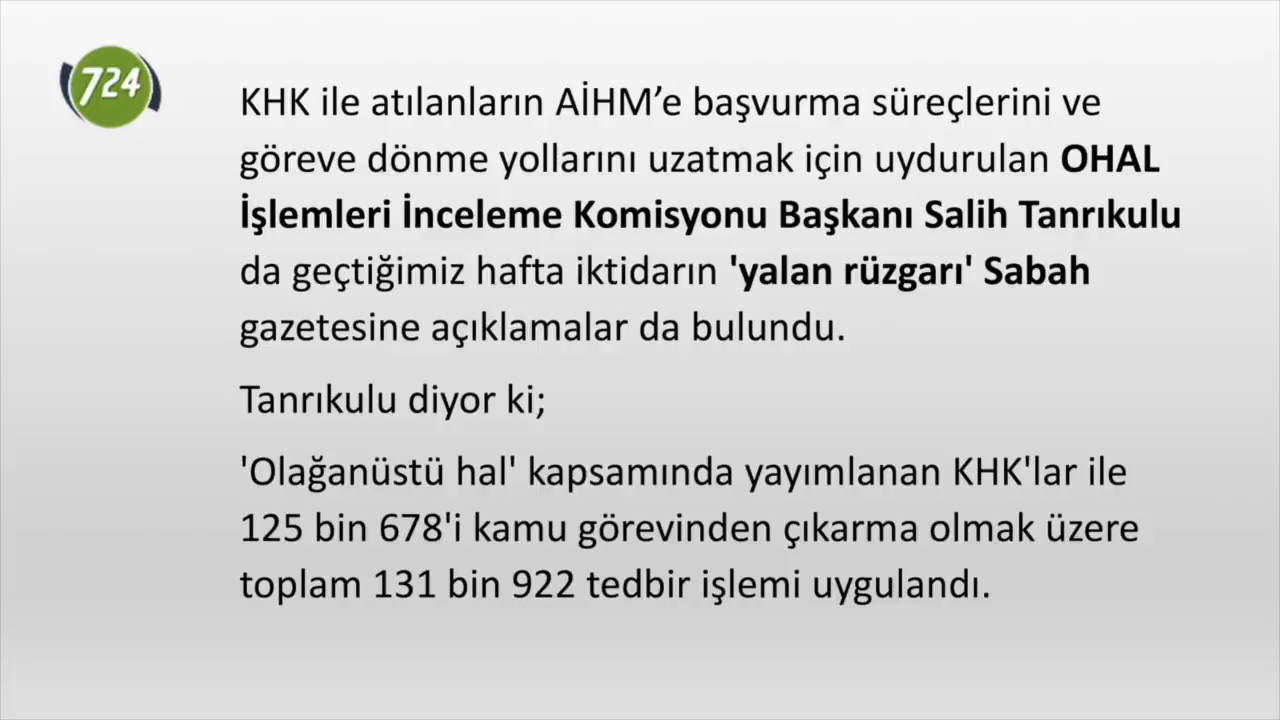 724
KHK ile atılanların AİHM’e başvurma süreçlerini ve
göreve dönme yollarını uzatmak için uydurulan OHAL
İşlemleri İnceleme Komisyonu Başkanı Salih Tanrıkulu
da geçtiğimiz hafta iktidarın 'yalan rüzgarı' Sabah
gazetesine açıklamalar da bulundu.
Tanrıkulu diyor ki;
'Olağanüstü hal' kapsamında yayımlanan KHK'lar ile
125 bin 678'i kamu görevinden çıkarma olmak üzere
toplam 131 bin 922 tedbir işlemi uygulandı.